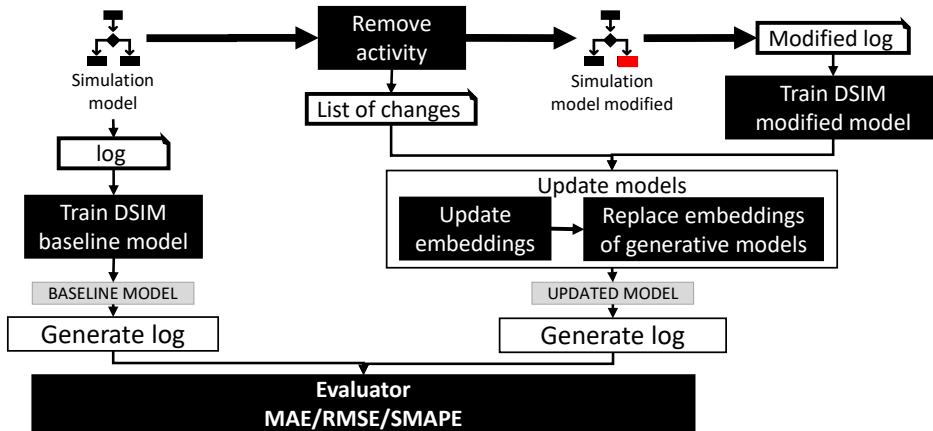 Simulation
model
Remove
activity
Simulation
model modified
Modified log
List of changes
Train DSIM
modified model
log
Train DSIM
baseline model
Update models
Update
embeddings
Replace embeddings
of generative models
BASELINE MODEL
UPDATED MODEL
Generate log
Generate log
Evaluator
MAE/RMSE/SMAPE